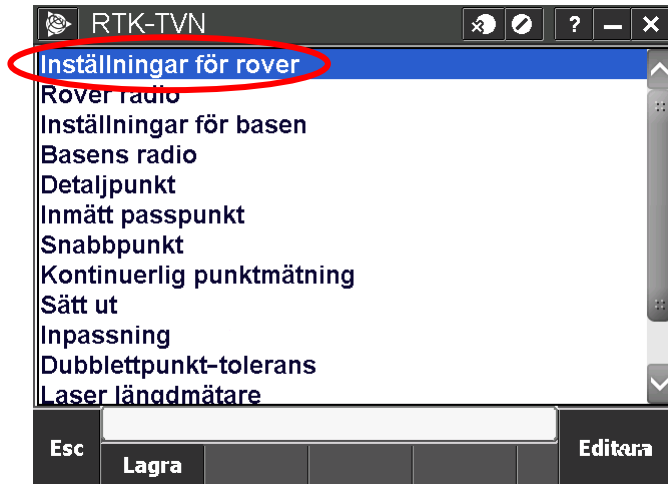 RTK-TVN
? – X
Inställningar för rover
Rover radio
Inställningar för basen
Basens radio
Detaljpunkt
Inmätt passpunkt
Snabbpunkt
Kontinuerlig punktmätning
Sätt ut
Inpassning
Dubblettpunkt-tolerans
Laser längdmätare
Esc
Editera
Lagra